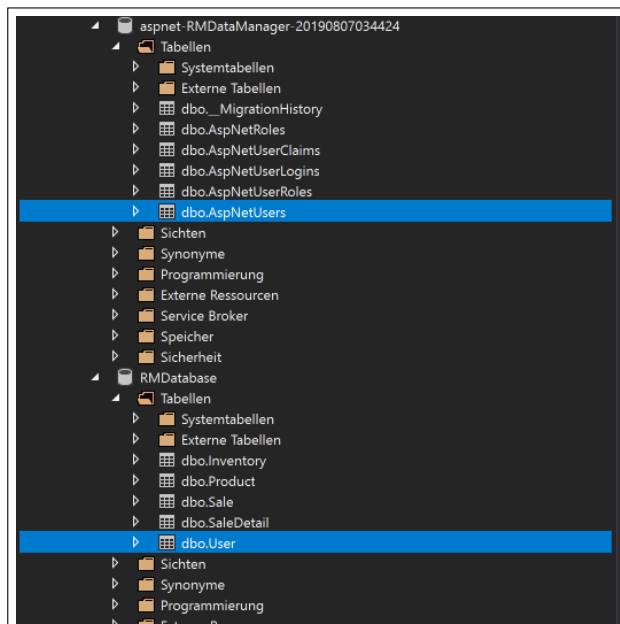 aspnet-RMDataManager-20190807034424
Tabellen
Systemtabellen
Externe Tabellen
dbo.__MigrationHistory
dbo.AspNetRoles
dbo.AspNetUserClaims
dbo.AspNetUserLogins
dbo.AspNetUserRoles
dbo.AspNetUsers
Sichten
Synonyme
Programmierung
Externe Ressourcen
Service Broker
Speicher
Sicherheit
RMDatabase
Tabellen
Systemtabellen
Externe Tabellen
dbo.Inventory
dbo.Product
dbo.Sale
dbo.SaleDetail
dbo.User
Sichten
Synonyme
Programmierung